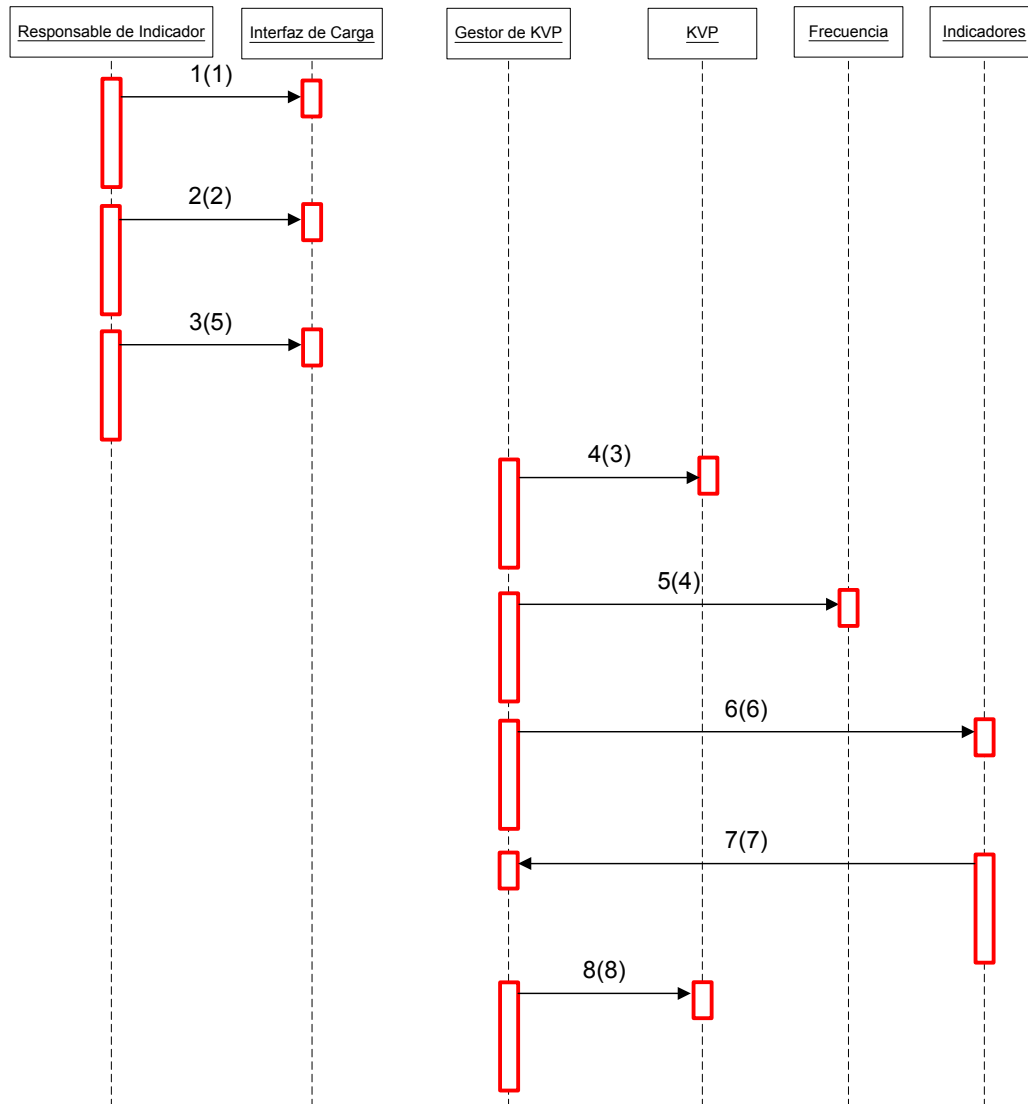 Responsable de Indicador
Interfaz de Carga
Gestor de KVP
KVP
Frecuencia
Indicadores
1(1)
2(2)
3(5)
4(3)
5(4)
6(6)
7(7)
8(8)